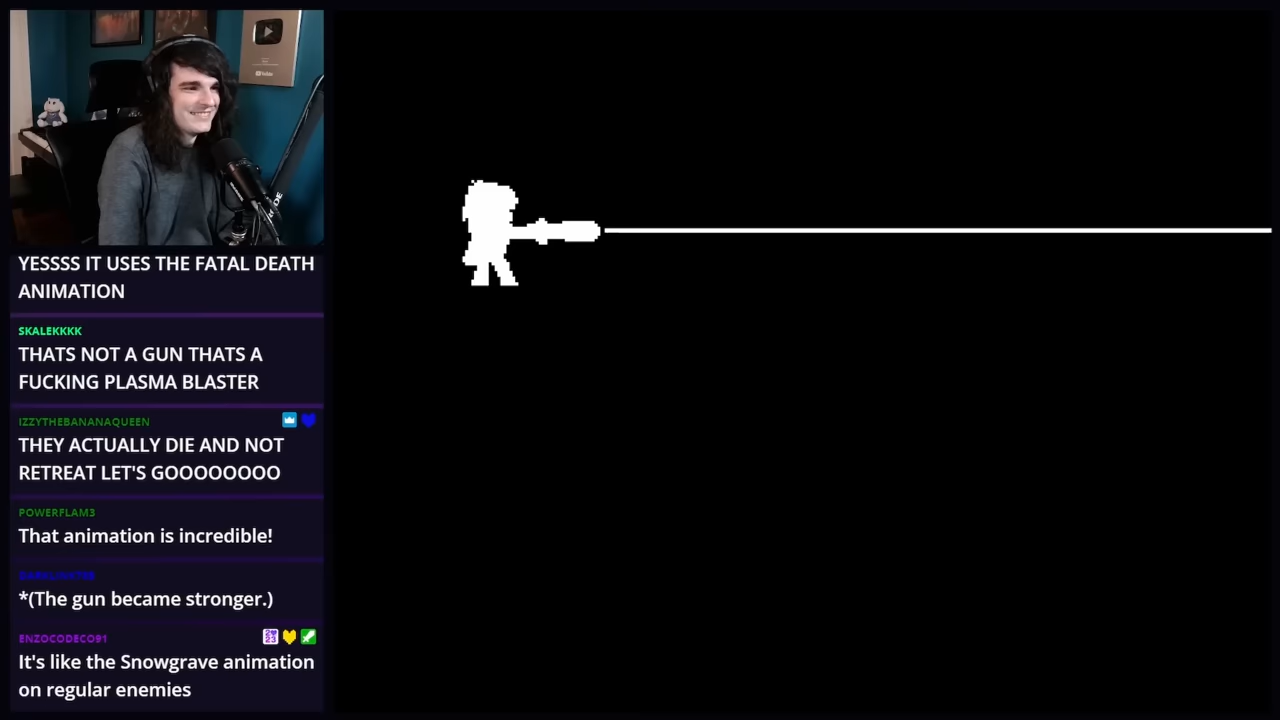 YESSSS IT USES THE FATAL DEATH
ANIMATION
SKALEKKKK
THATS NOT A GUN THATS A
FUCKING PLASMA BLASTER
IZZYTHEBANANAQUEEN
THEY ACTUALLY DIE AND NOT
RETREAT LET'S GOOOOOOOO
POWERFLAM3
That animation is incredible!
*(The gun became stronger.)
ENZOCODECO91
It's like the Snowgrave animation
on regular enemies